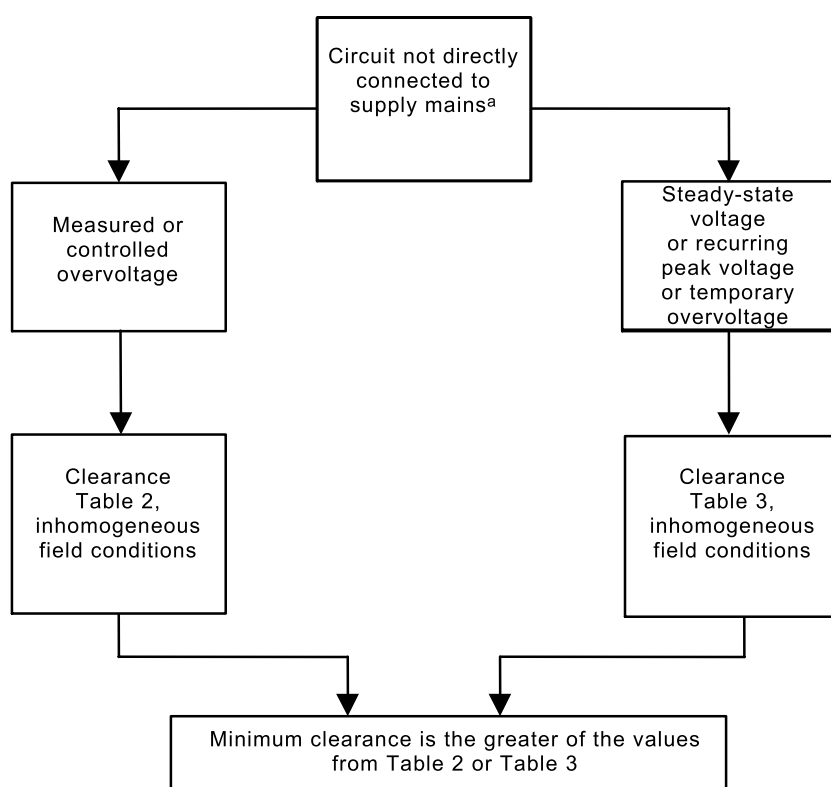 Circuit not directly
connected to
supply mainsᵃ
Measured or
controlled
overvoltage
Steady-state
voltage
or recurring
peak voltage
or temporary
overvoltage
Clearance
Table 2,
inhomogeneous
field conditions
Clearance
Table 3,
inhomogeneous
field conditions
Minimum clearance is the greater of the values
from Table 2 or Table 3